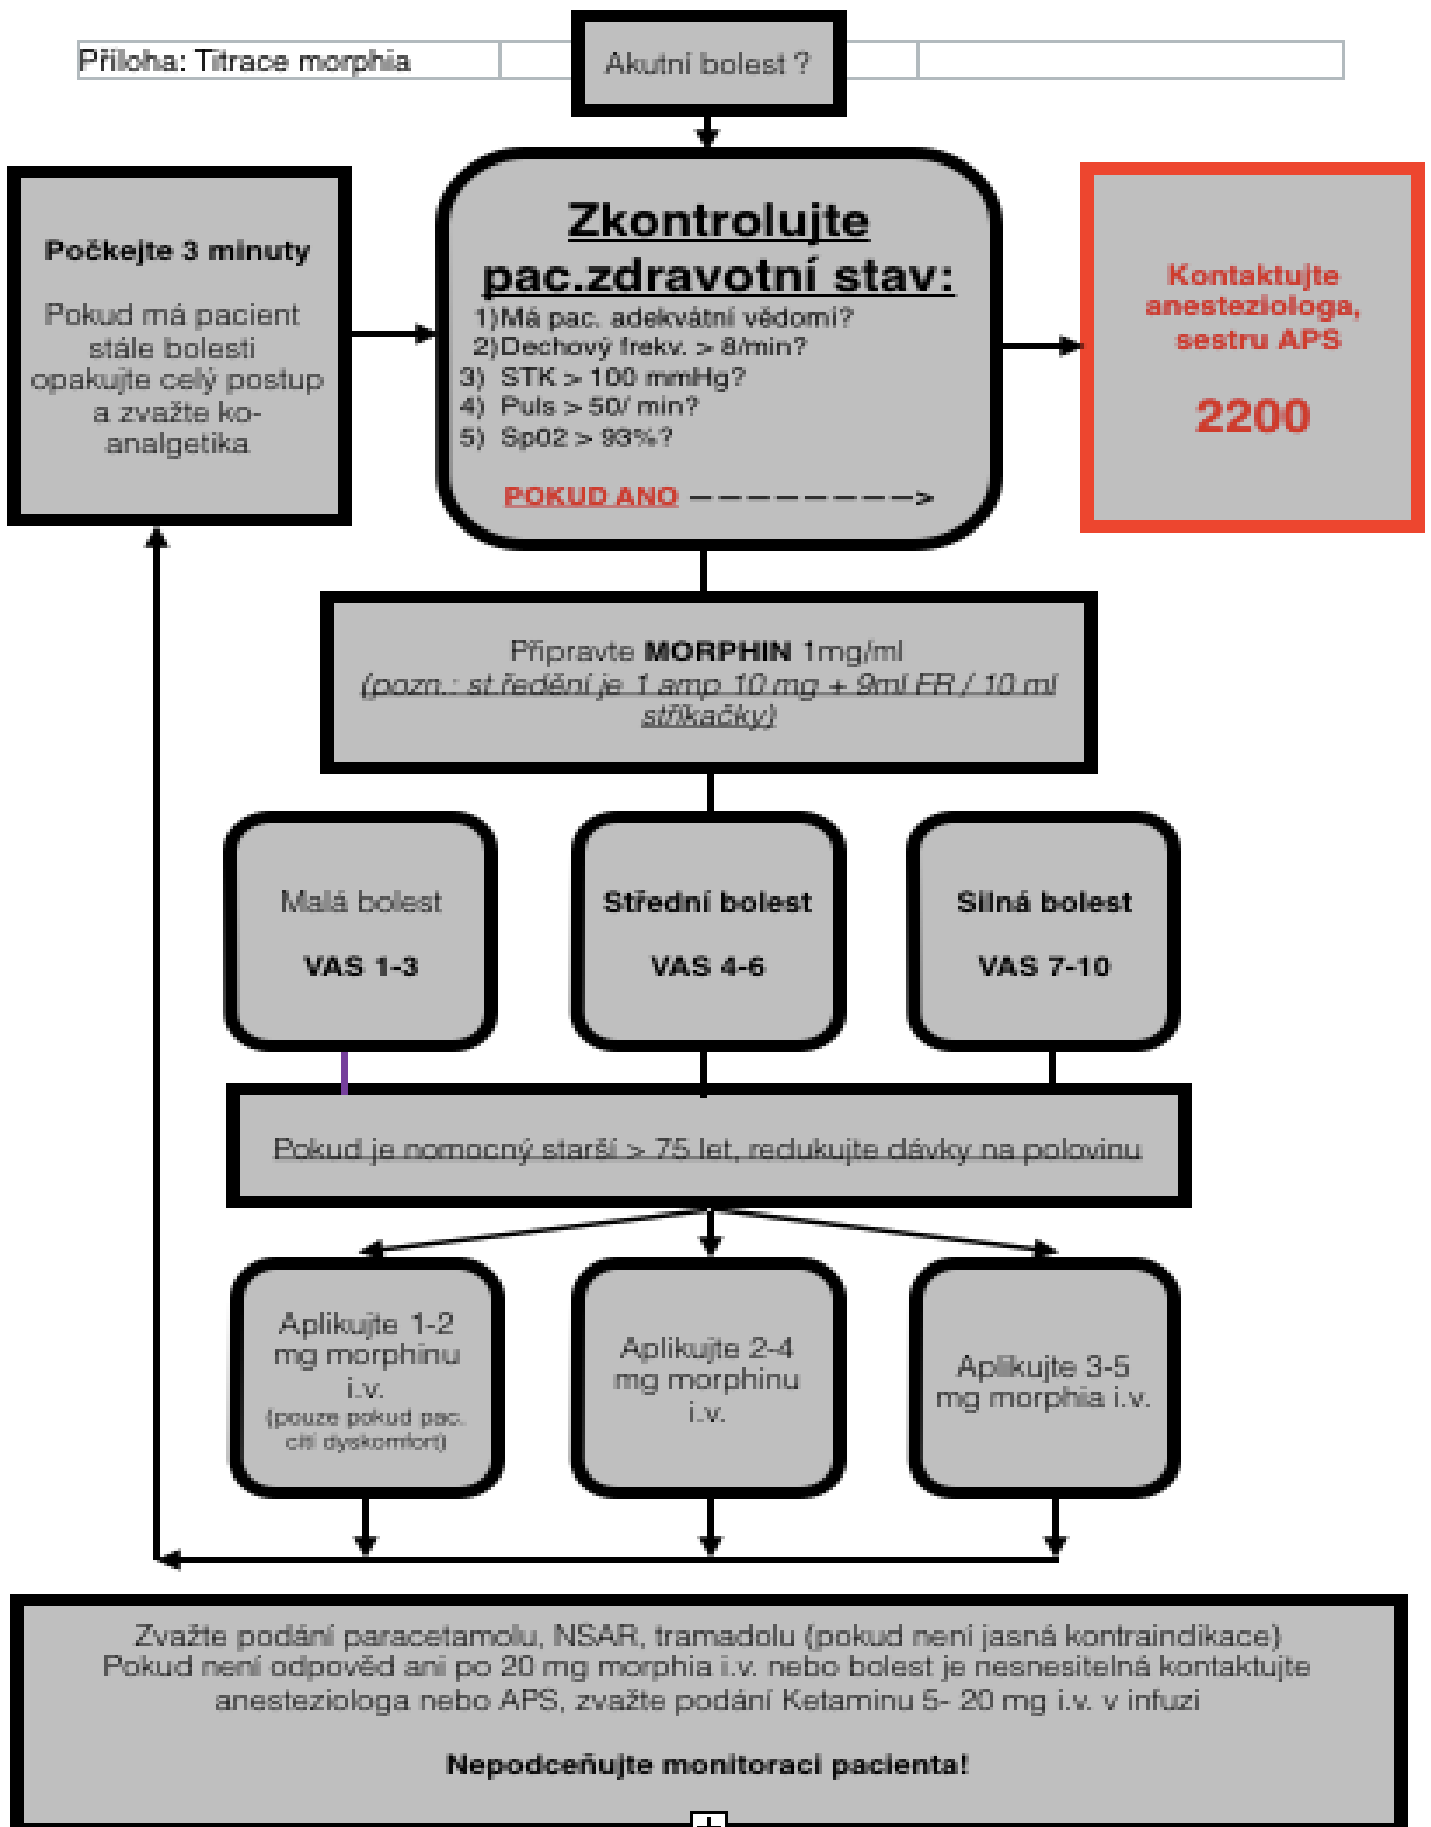 Příloha: Titrace morphia
Akutní bolest ?
Počkejte 3 minuty
Pokud má pacient
stále bolesti
opakujte celý postup
a zvažte ko-
analgetika
Zkontrolujte
pac.zdravotní stav:
1) Má pac. adekvátní vědomí?
2) Dechový frekv. > 8/min?
3) STK > 100 mmHg?
4) Puls > 50/ min?
5) Sp02 > 93%?
POKUD ANO – – – – – – – – –>
Kontaktujte
anesteziologa,
sestru APS
2200
Připravte MORPHIN 1mg/ml
(pozn.: st.ředění je 1 amp 10 mg + 9ml FR / 10 ml
stříkačky)
Malá bolest
VAS 1-3
Střední bolest
VAS 4-6
Silná bolest
VAS 7-10
Pokud je nomocný starší > 75 let, redukujte dávky na polovinu
Aplikujte 1-2
mg morphinu
i.v.
(pouze pokud pac.
cítí dyskomfort)
Aplikujte 2-4
mg morphinu
i.v.
Aplikujte 3-5
mg morphia i.v.
Zvažte podání paracetamolu, NSAR, tramadolu (pokud není jasná kontraindikace)
Pokud není odpověd ani po 20 mg morphia i.v. nebo bolest je nesnesitelná kontaktujte
anesteziologa nebo APS, zvažte podání Ketaminu 5- 20 mg i.v. v infuzi
Nepodceňujte monitoraci pacienta!